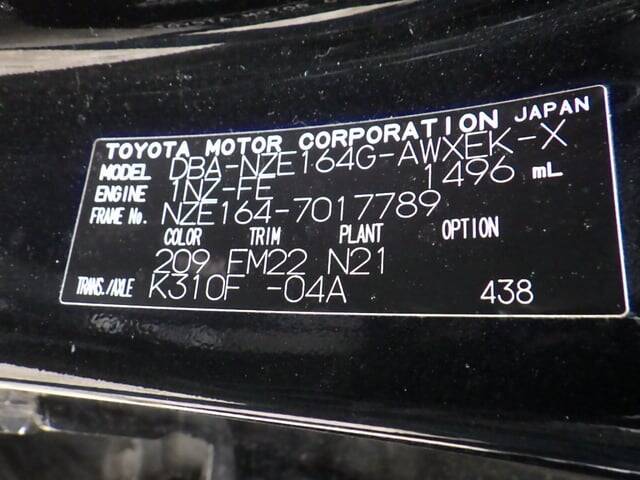 TOYOTA MOTOR CORPORATION JAPAN
MODEL DBA-NZE164G-AWXEK-X
ENGINE 1NZ-FE 1496 mL
FRAME No. NZE164-7017789
COLOR TRIM PLANT OPTION
209 FM22 N21
TRANS./AXLE K310F -04A 438